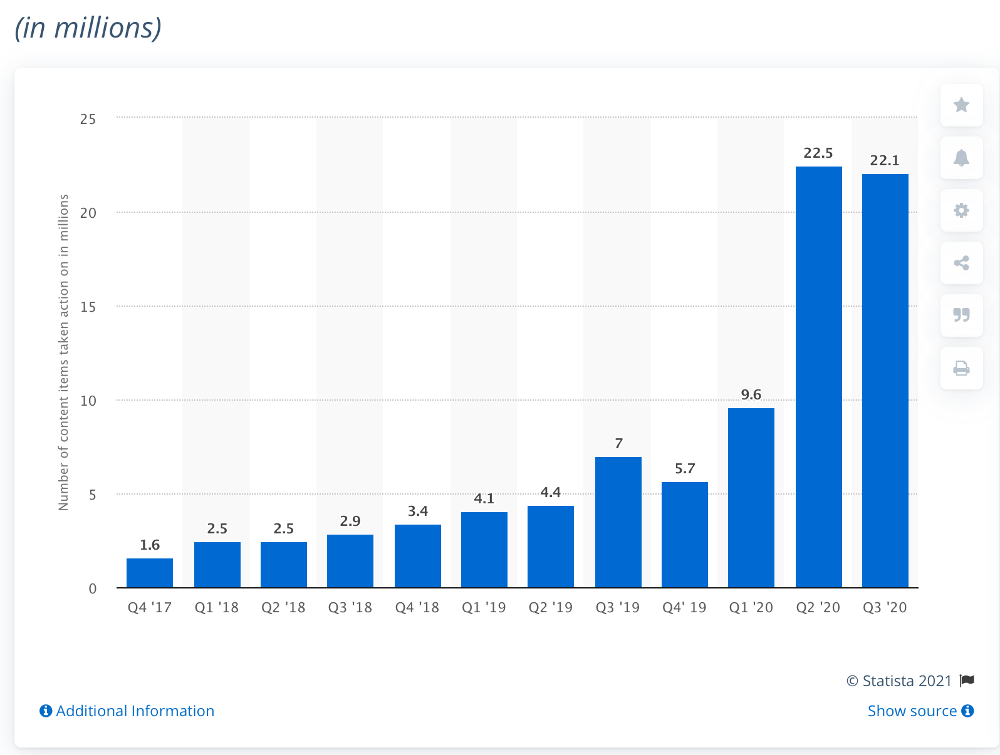 (in millions)
25
20
15
10
5
0
Number of content items taken action on in millions
1.6
2.5
2.5
2.9
3.4
4.1
4.4
7
5.7
9.6
22.5
22.1
Q4 '17
Q1 '18
Q2 '18
Q3 '18
Q4 '18
Q1 '19
Q2 '19
Q3 '19
Q4' 19
Q1 '20
Q2 '20
Q3 '20
© Statista 2021
Additional Information
Show source